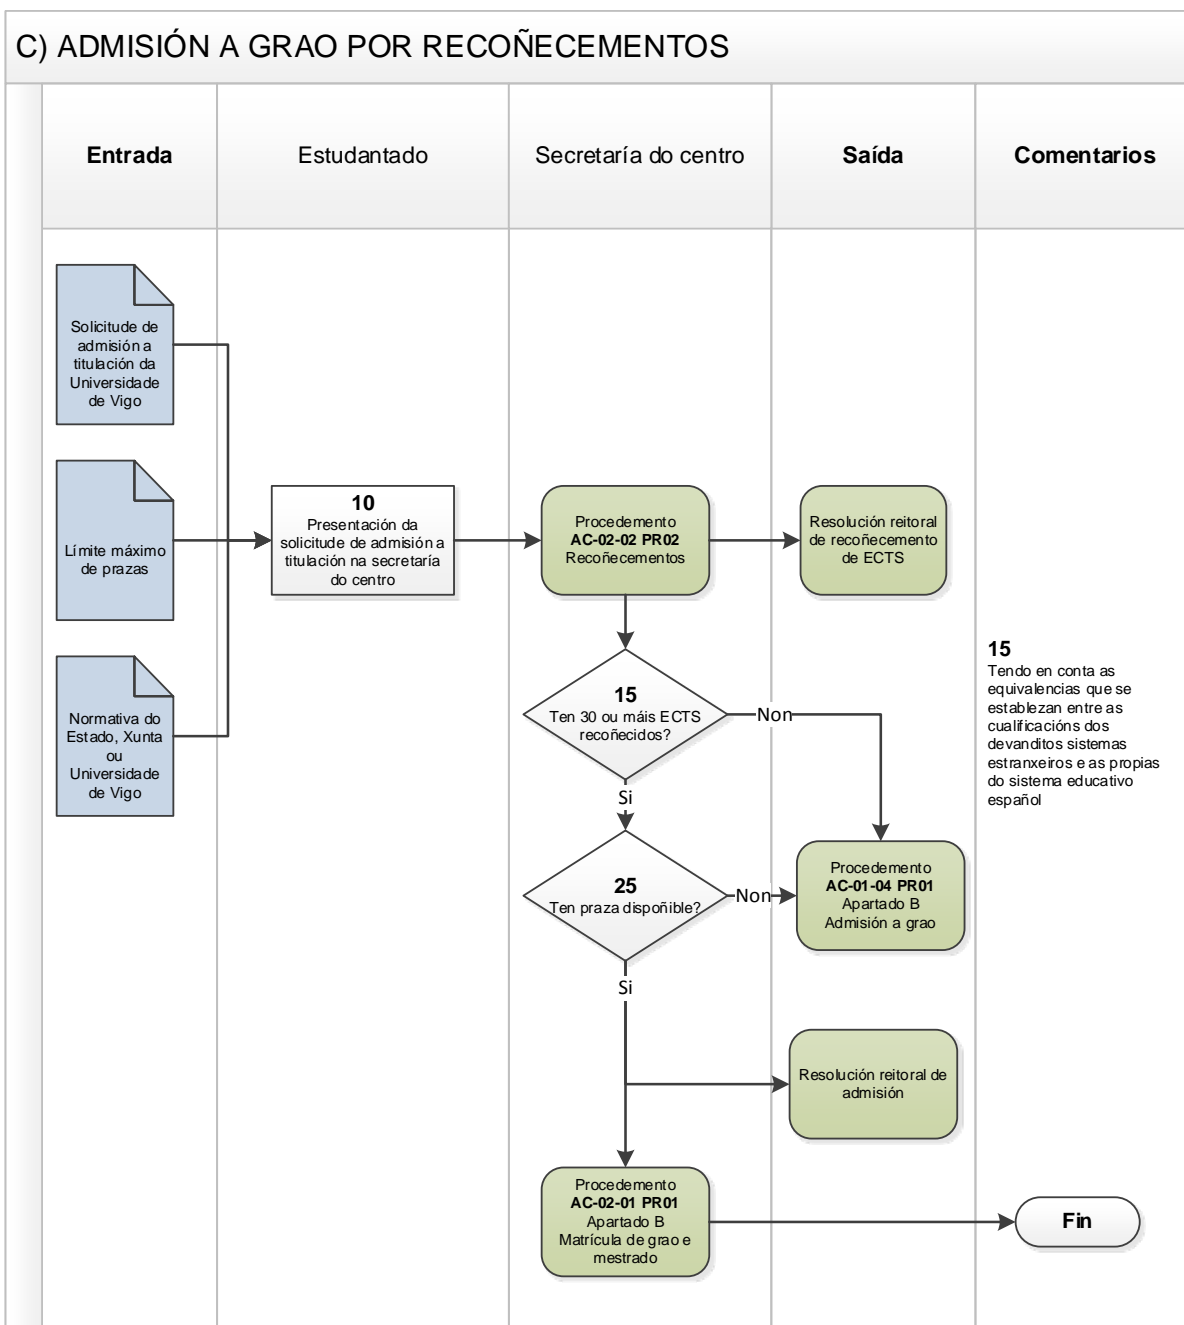 C) ADMISIÓN A GRAO POR RECOÑECEMENTOS
Entrada
Estudantado
Secretaría do centro
Saída
Comentarios
Solicitude de
admisión a
titulación da
Universidade
de Vigo
Límite máximo
de prazas
Normativa do
Estado, Xunta
ou
Universidade
de Vigo
10
Presentación da
solicitude de admisión a
titulación na secretaría
do centro
Procedemento
AC-02-02 PR02
Recoñecementos
Resolución reitoral
de recoñecemento
de ECTS
15
Ten 30 ou máis ECTS
recoñecidos?
Non
Si
15
Tendo en conta as
equivalencias que se
establezan entre as
cualificacións dos
devanditos sistemas
estranxeiros e as propias
do sistema educativo
español
25
Ten praza dispoñible?
Non
Si
Procedemento
AC-01-04 PR01
Apartado B
Admisión a grao
Resolución reitoral de
admisión
Procedemento
AC-02-01 PR01
Apartado B
Matrícula de grao e
mestrado
Fin